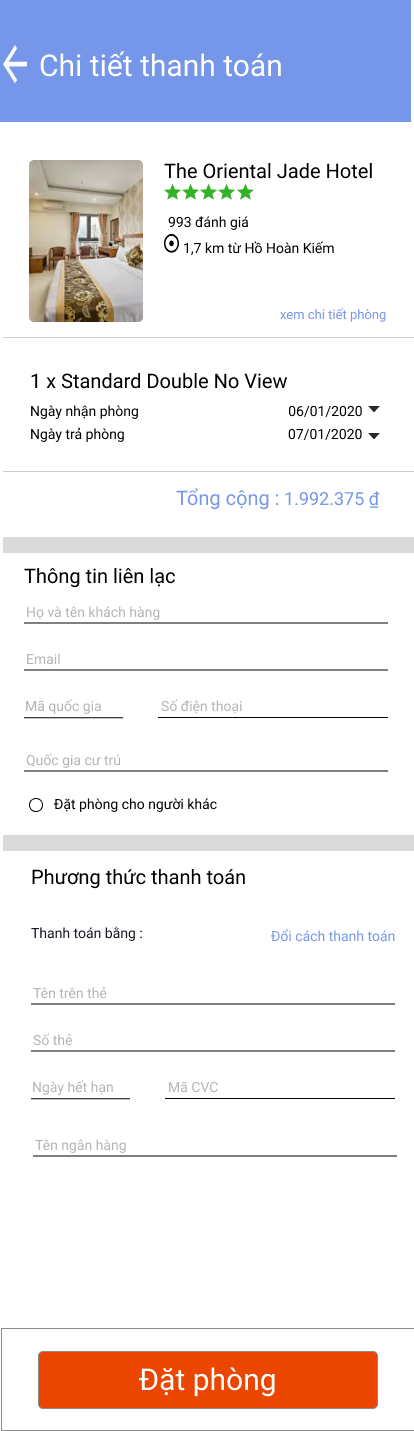 Chi tiết thanh toán
The Oriental Jade Hotel
993 đánh giá
1,7 km từ Hồ Hoàn Kiếm
xem chi tiết phòng
1 x Standard Double No View
Ngày nhận phòng 06/01/2020
Ngày trả phòng 07/01/2020
Tổng cộng : 1.992.375 ₫
Thông tin liên lạc
Họ và tên khách hàng
Email
Mã quốc gia Số điện thoại
Quốc gia cư trú
Đặt phòng cho người khác
Phương thức thanh toán
Thanh toán bằng : Đổi cách thanh toán
Tên trên thẻ
Số thẻ
Ngày hết hạn Mã CVC
Tên ngân hàng
Đặt phòng